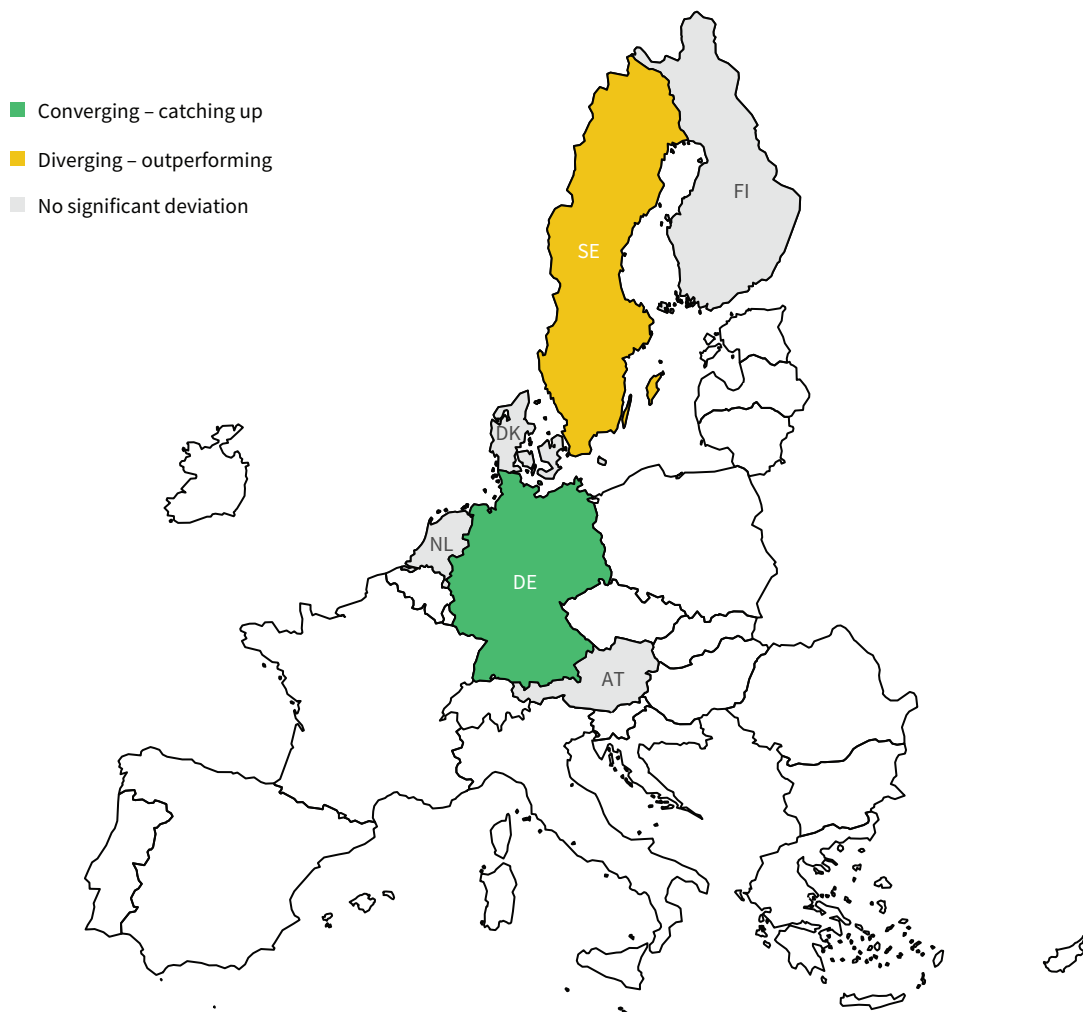 Converging – catching up
Diverging – outperforming
No significant deviation
FI
SE
DK
NL
DE
AT